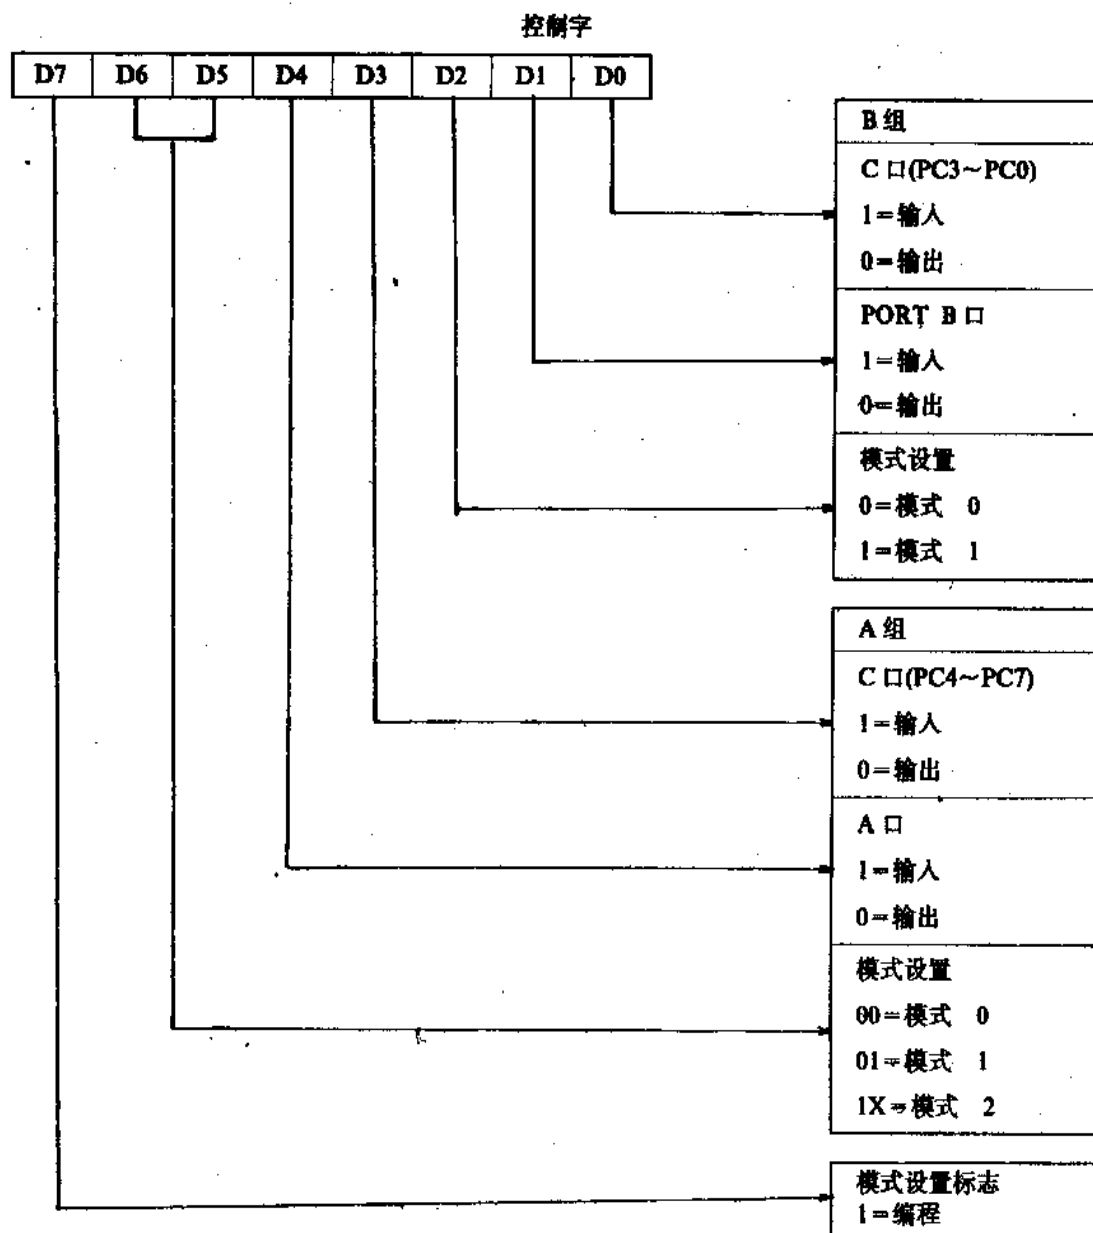 控制字
D7 D6 D5 D4 D3 D2 D1 D0
B组
C口(PC3~PC0)
1=输入
0=输出
PORT B口
1=输入
0=输出
模式设置
0=模式 0
1=模式 1
A组
C口(PC4~PC7)
1=输入
0=输出
A口
1=输入
0=输出
模式设置
00=模式 0
01=模式 1
1X=模式 2
模式设置标志
1=编程